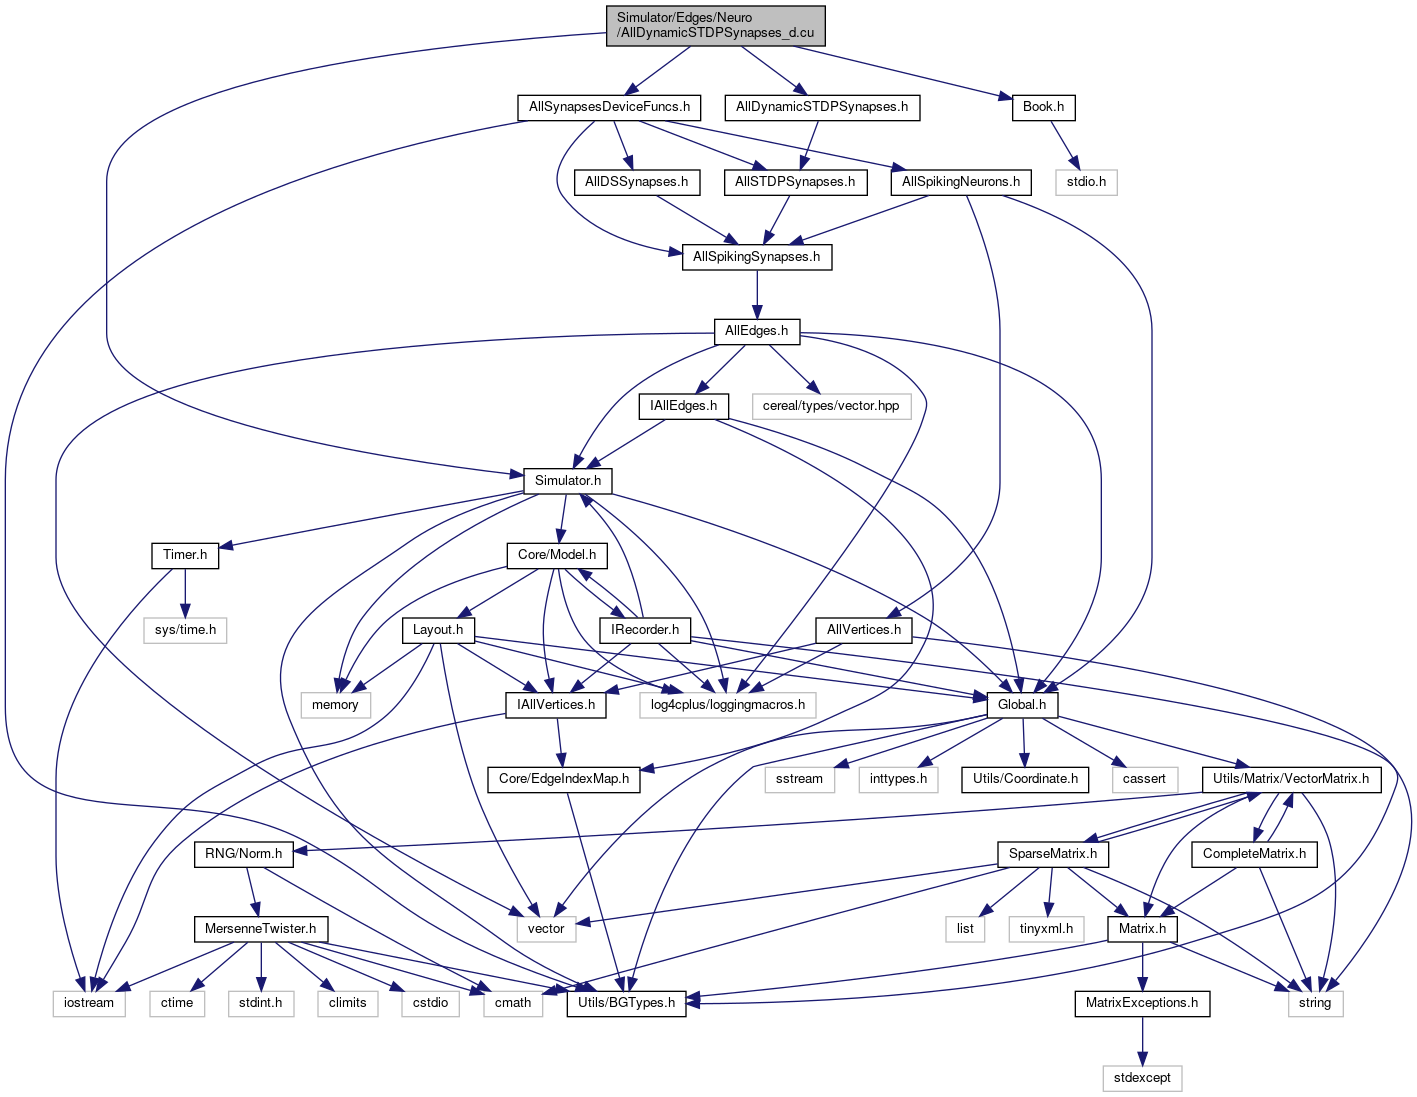 Simulator/Edges/Neuro
/AllDynamicSTDPSynapses_d.cu
AllSynapsesDeviceFuncs.h
AllDynamicSTDPSynapses.h
Book.h
AllDSSynapses.h
AllSTDPSynapses.h
AllSpikingNeurons.h
stdio.h
AllSpikingSynapses.h
AllEdges.h
IAllEdges.h
cereal/types/vector.hpp
Simulator.h
Timer.h
Core/Model.h
sys/time.h
Layout.h
IRecorder.h
AllVertices.h
memory
IAllVertices.h
log4cplus/loggingmacros.h
Global.h
Core/EdgeIndexMap.h
sstream
inttypes.h
Utils/Coordinate.h
cassert
Utils/Matrix/VectorMatrix.h
RNG/Norm.h
SparseMatrix.h
CompleteMatrix.h
MersenneTwister.h
vector
list
tinyxml.h
Matrix.h
iostream
ctime
stdint.h
climits
cstdio
cmath
Utils/BGTypes.h
MatrixExceptions.h
string
stdexcept